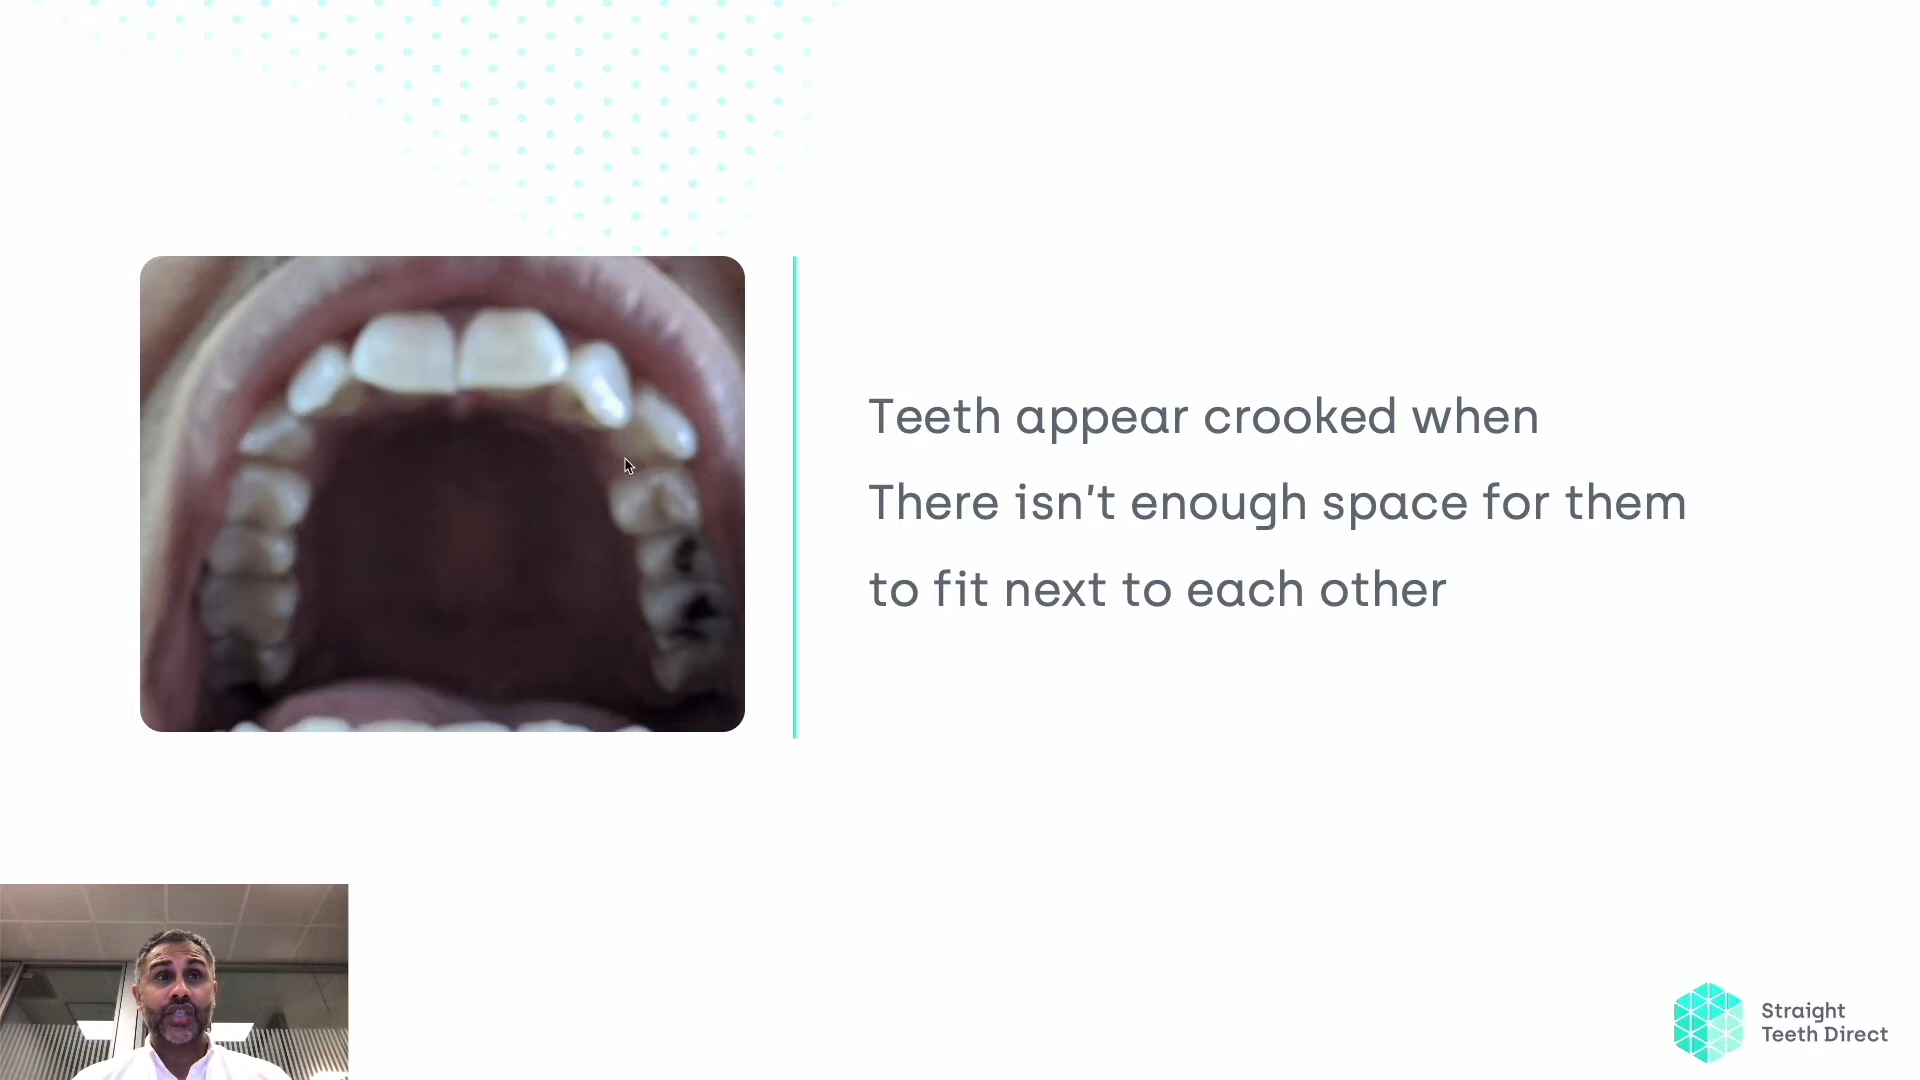 Teeth appear crooked when
There isn’t enough space for them
to fit next to each other
Straight
Teeth Direct